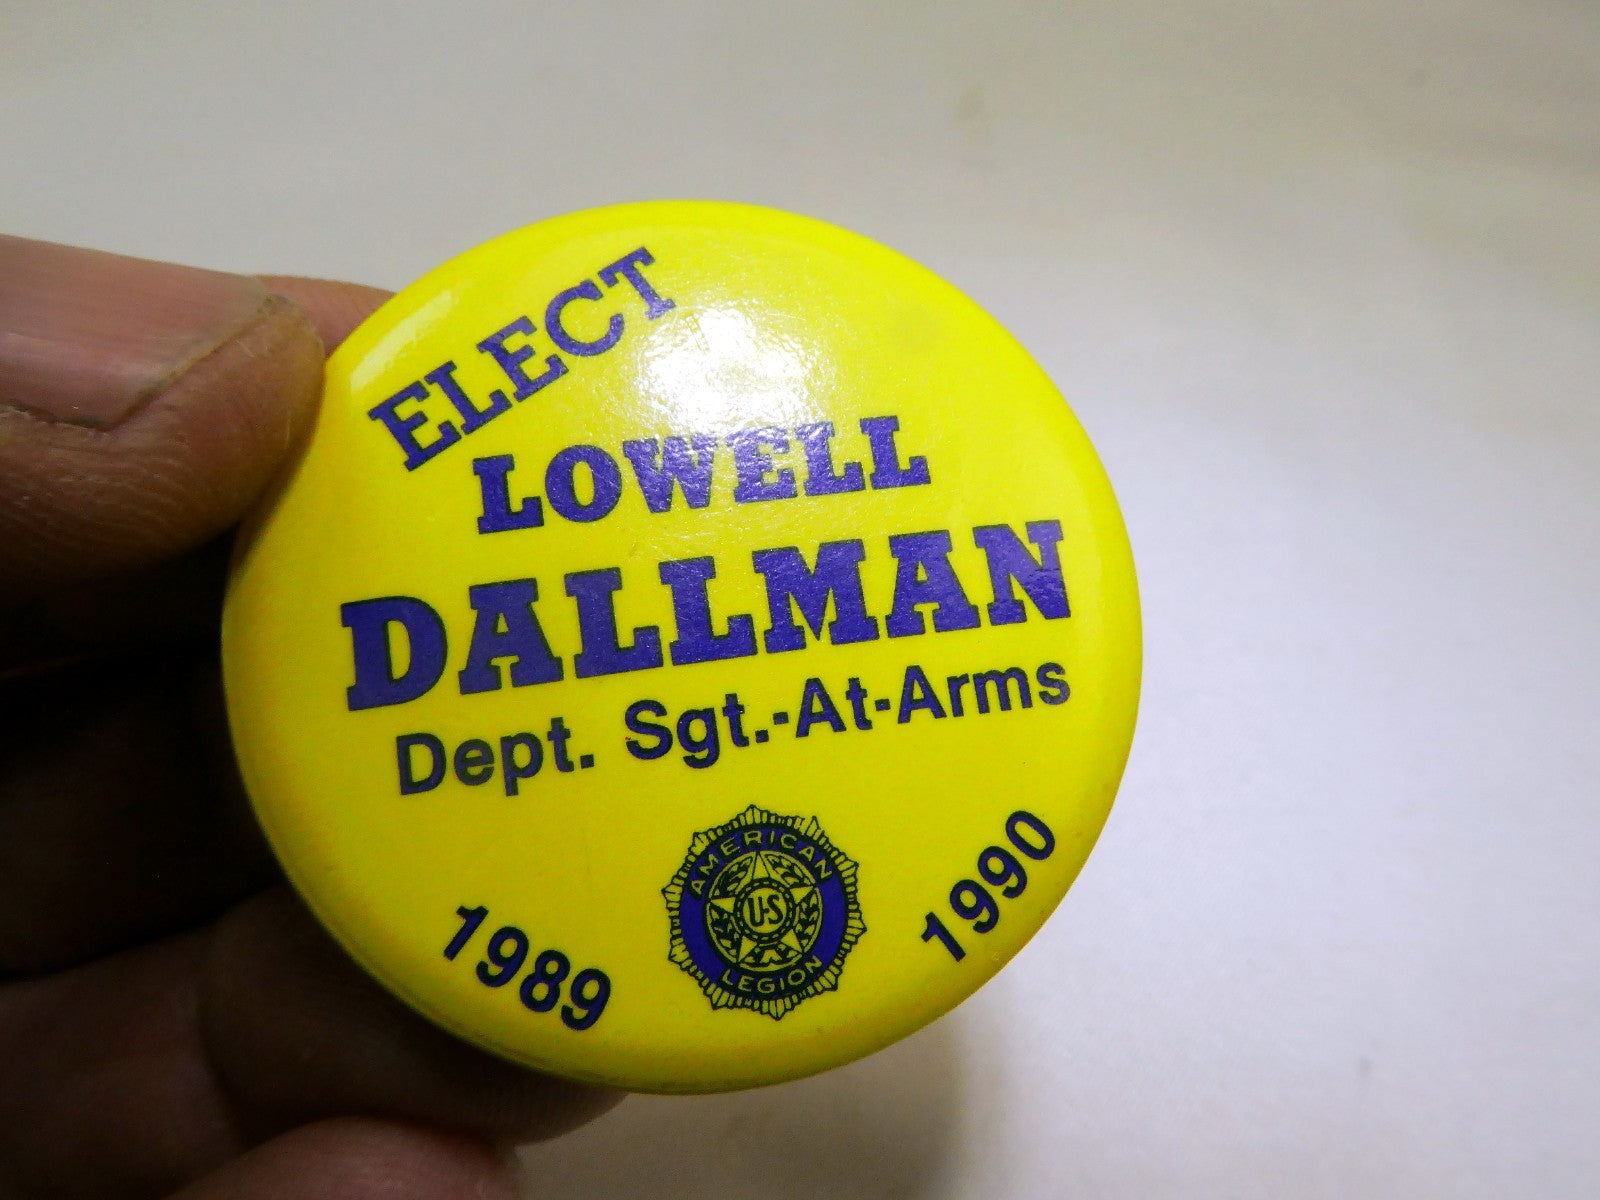 ELECT
LOWELL
DALLMAN
Dept. Sgt.-At-Arms
1989
1990
AMERICAN
U-S
LEGION